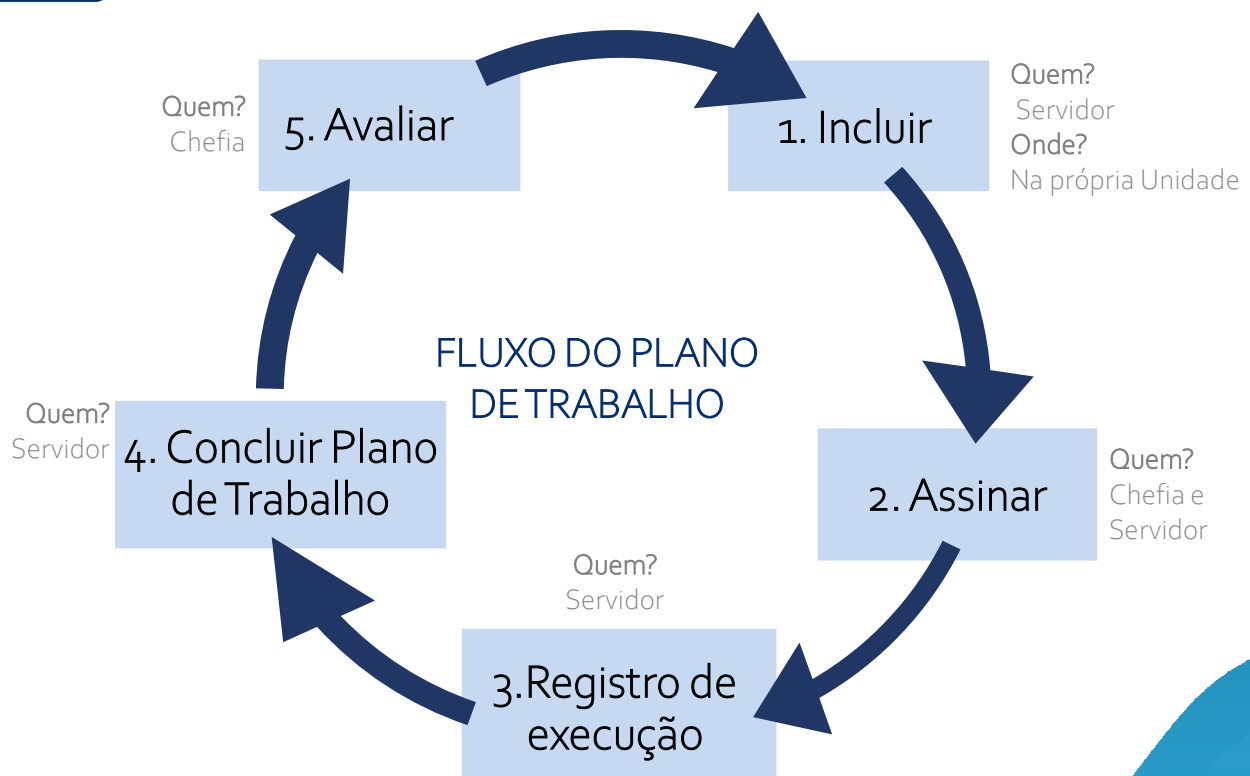 Quem?
Chefia
5. Avaliar
1. Incluir
Quem?
Servidor
Onde?
Na própria Unidade
FLUXO DO PLANO
DE TRABALHO
Quem?
Servidor
4. Concluir Plano
de Trabalho
2. Assinar
Quem?
Chefia e
Servidor
Quem?
Servidor
3.Registro de
execução